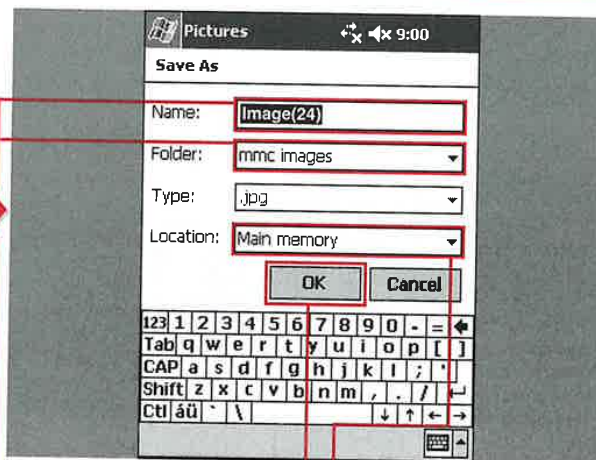 Pictures 9:00
Save As
Name: Image(24)
Folder: mmc images
Type: .jpg
Location: Main memory
OK Cancel
123 1 2 3 4 5 6 7 8 9 0 - =
Tab q w e r t y u i o p [ ]
CAP a s d f g h j k l ; '
Shift z x c v b n m , . / ↵
Ctl áü ` \ ↓ ↑ ← →